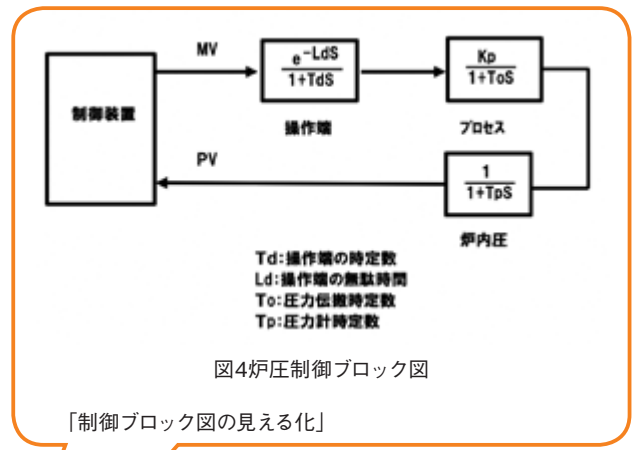 MV
e-LdS
1+TdS
Kp
1+ToS
制御装置
操作端
プロセス
PV
1
1+TpS
炉内圧
Td:操作端の時定数
Ld:操作端の無駄時間
To:圧力伝搬時定数
Tp:圧力計時定数
図4炉圧制御ブロック図
「制御ブロック図の見える化」